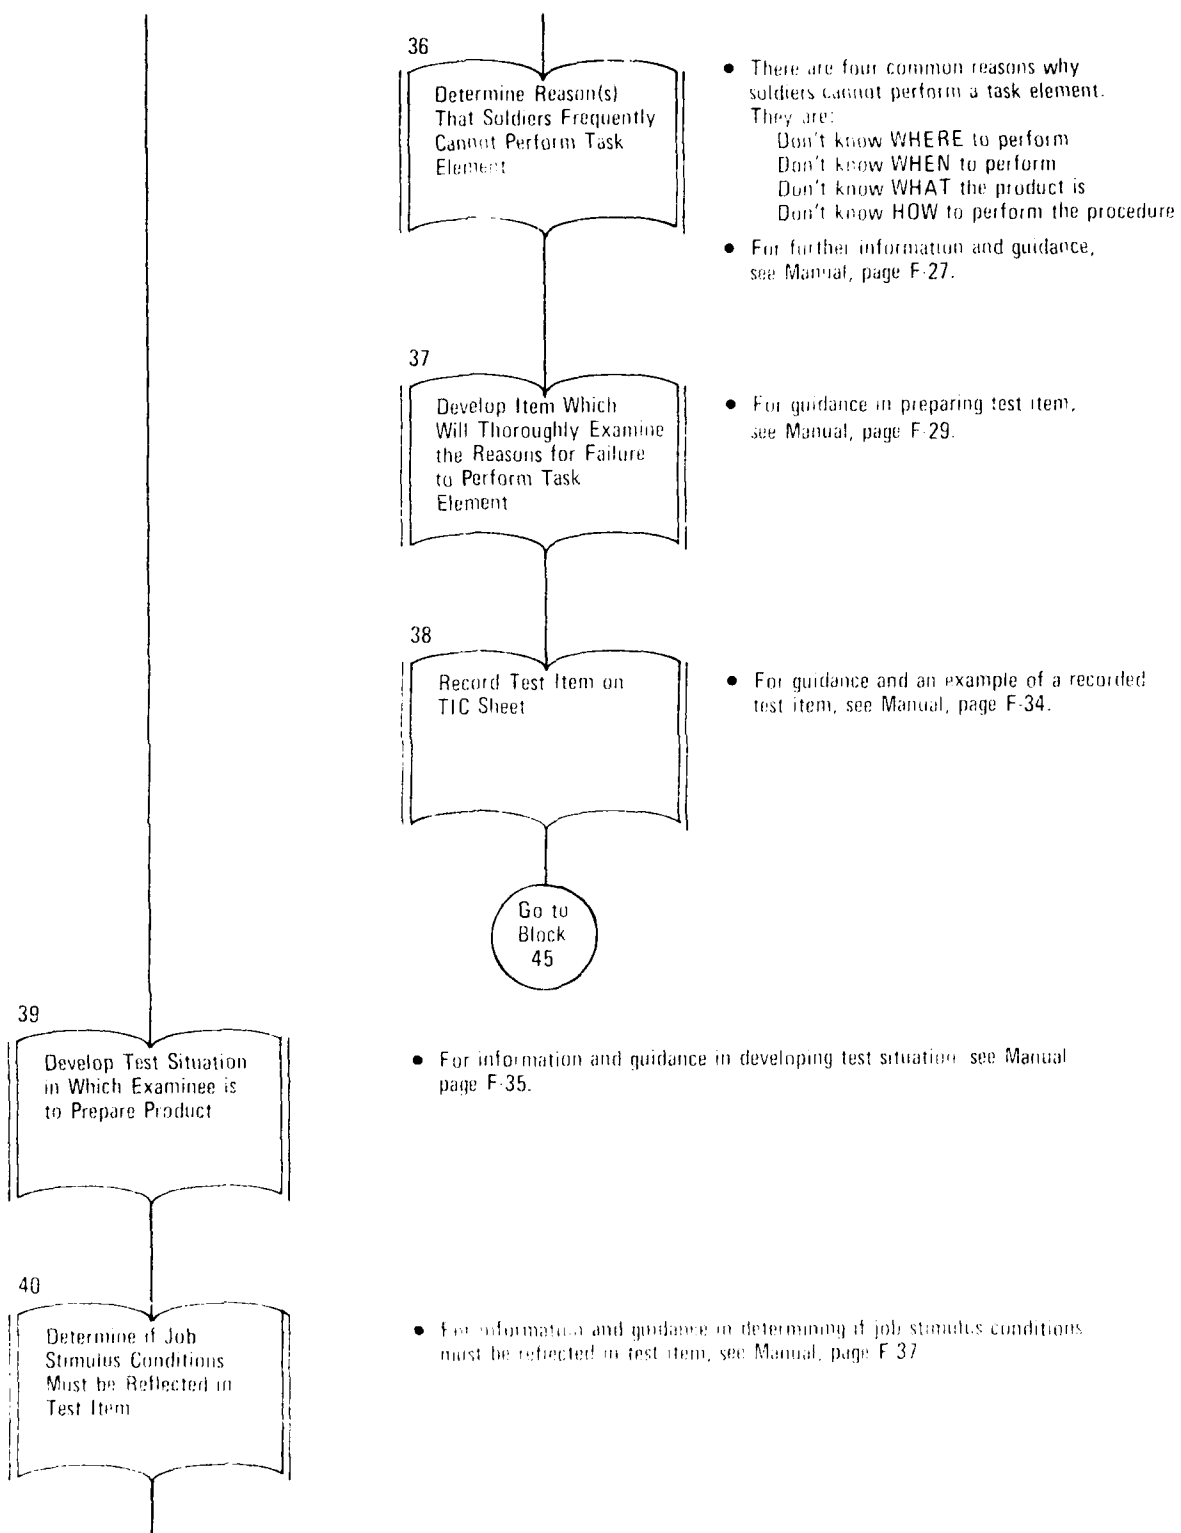 36
Determine Reason(s)
That Soldiers Frequently
Cannot Perform Task
Element
● There are four common reasons why
soldiers cannot perform a task element.
They are:
Don't know WHERE to perform
Don't know WHEN to perform
Don't know WHAT the product is
Don't know HOW to perform the procedure
● For further information and guidance,
see Manual, page F-27.
37
Develop Item Which
Will Thoroughly Examine
the Reasons for Failure
to Perform Task
Element
● For guidance in preparing test item,
see Manual, page F-29.
38
Record Test Item on
TIC Sheet
● For guidance and an example of a recorded
test item, see Manual, page F-34.
Go to
Block
45
39
Develop Test Situation
in Which Examinee is
to Prepare Product
● For information and guidance in developing test situation see Manual
page F-35.
40
Determine if Job
Stimulus Conditions
Must be Reflected in
Test Item
● For information and guidance in determining if job stimulus conditions
must be reflected in test item, see Manual, page F 37